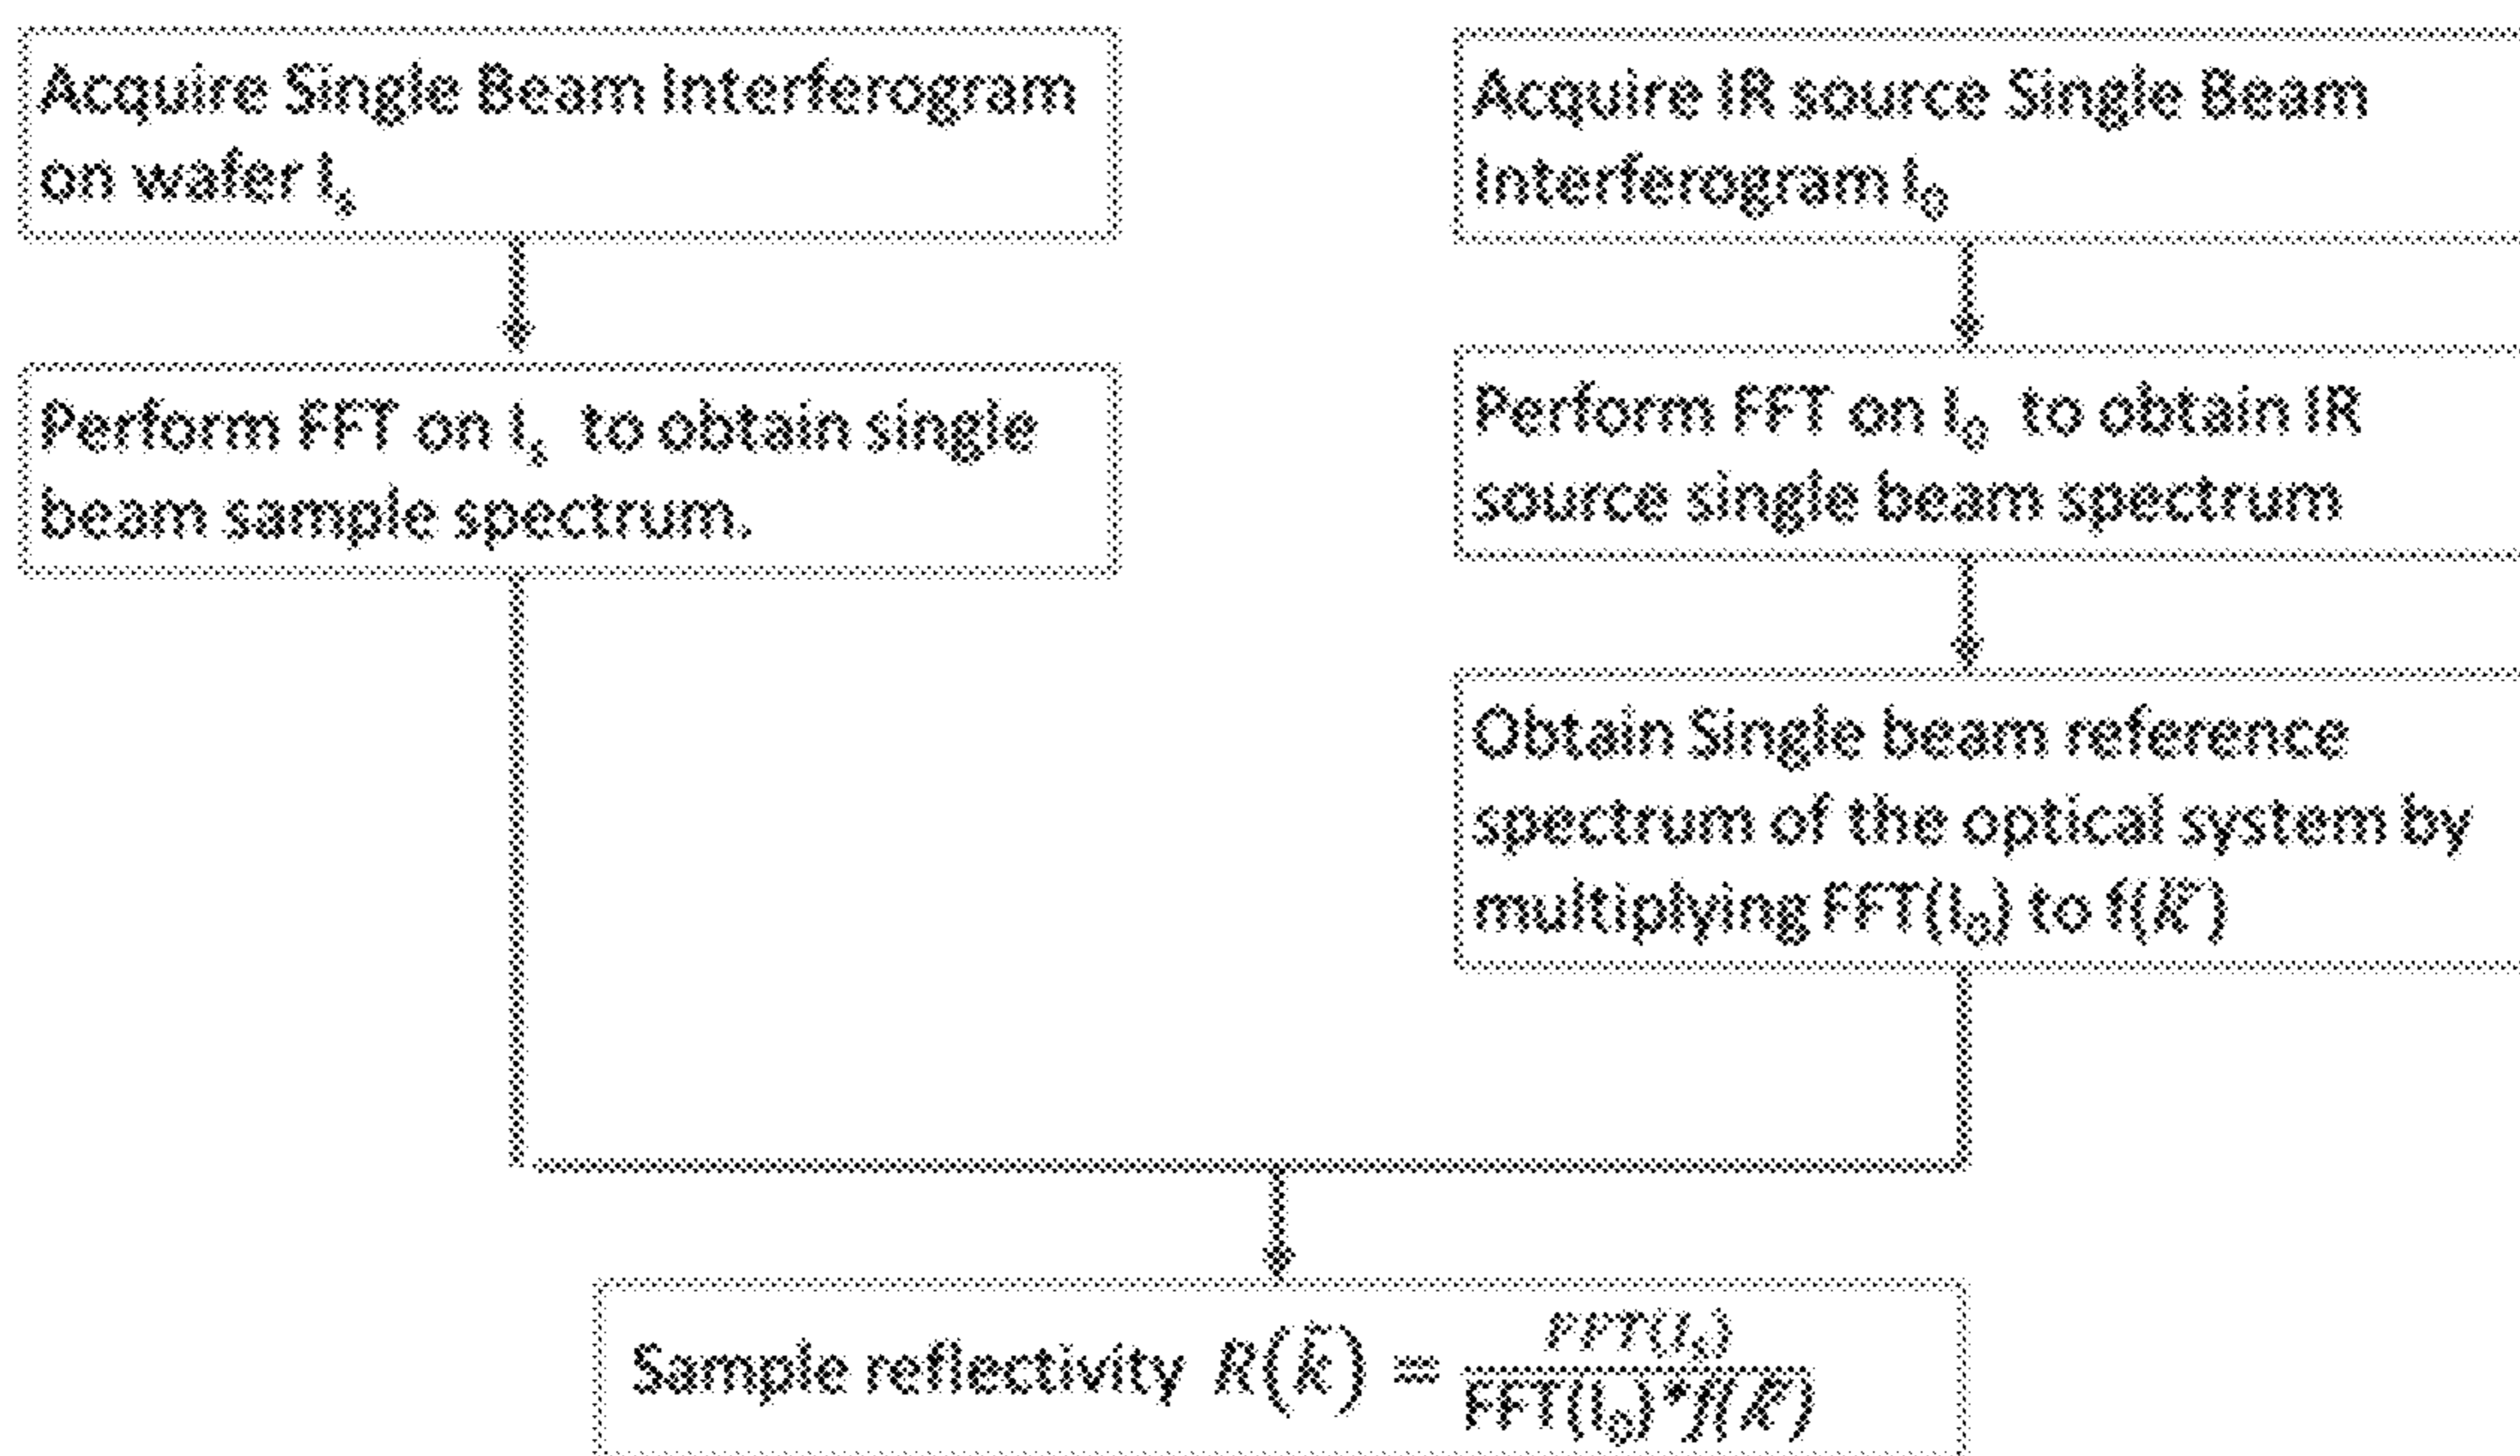 Acquire Single Beam Interferogram
on wafer Iₛ
Perform FFT on Iₛ to obtain single
beam sample spectrum.
Acquire IR source Single Beam
Interferogram I₀
Perform FFT on I₀ to obtain IR
source single beam spectrum
Obtain Single beam reference
spectrum of the optical system by
multiplying FFT(I₀) to f(k⃗)
Sample reflectivity R(k⃗) = FFT(Iₛ)
FFT(I₀)*f(k⃗)